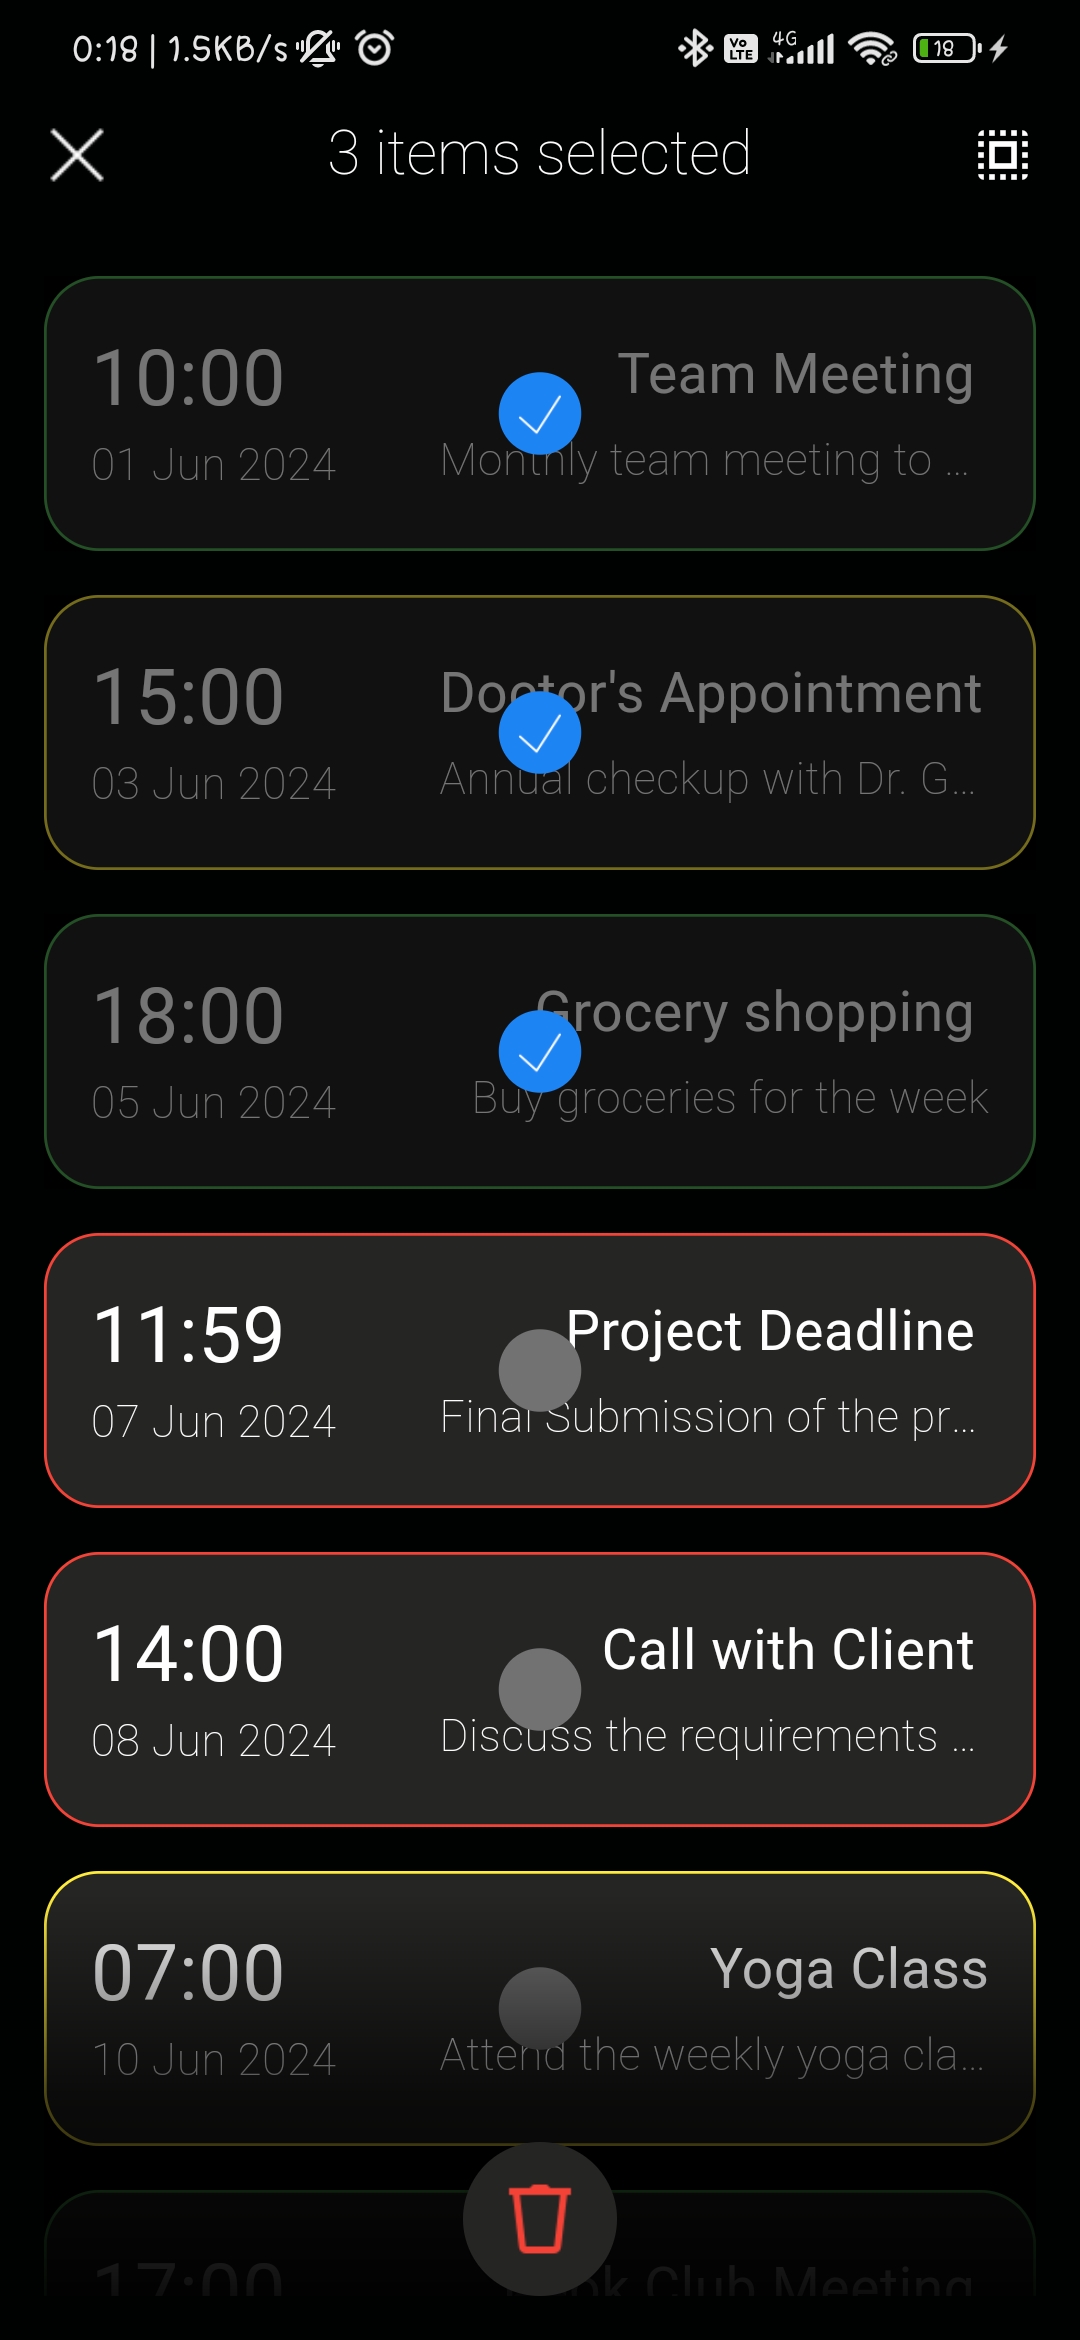 0:18 | 1.5KB/s
Vo LTE 4G 18
3 items selected
10:00 Team Meeting
01 Jun 2024 Monthly team meeting to ...
15:00 Doctor's Appointment
03 Jun 2024 Annual checkup with Dr. G...
18:00 Grocery shopping
05 Jun 2024 Buy groceries for the week
11:59 Project Deadline
07 Jun 2024 Final Submission of the pr...
14:00 Call with Client
08 Jun 2024 Discuss the requirements ...
07:00 Yoga Class
10 Jun 2024 Attend the weekly yoga cla...
17:00 Book Club Meeting